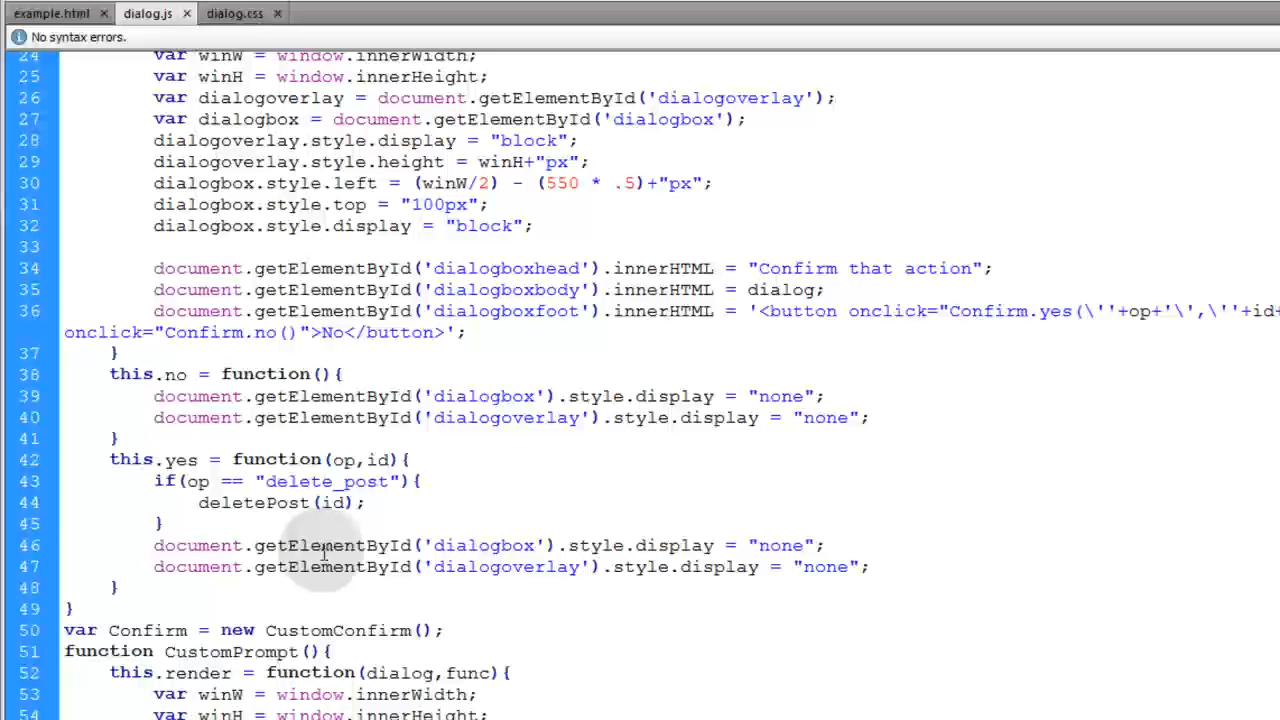 example.html × dialog.js × dialog.css ×
No syntax errors.
24 var winW = window.innerWidth;
25 var winH = window.innerHeight;
26 var dialogoverlay = document.getElementById('dialogoverlay');
27 var dialogbox = document.getElementById('dialogbox');
28 dialogoverlay.style.display = "block";
29 dialogoverlay.style.height = winH+"px";
30 dialogbox.style.left = (winW/2) - (550 * .5)+"px";
31 dialogbox.style.top = "100px";
32 dialogbox.style.display = "block";
33
34 document.getElementById('dialogboxhead').innerHTML = "Confirm that action";
35 document.getElementById('dialogboxbody').innerHTML = dialog;
36 document.getElementById('dialogboxfoot').innerHTML = '<button onclick="Confirm.yes(\''+op+'\',\''+id+
onclick="Confirm.no()">No</button>';
37 }
38 this.no = function(){
39 document.getElementById('dialogbox').style.display = "none";
40 document.getElementById('dialogoverlay').style.display = "none";
41 }
42 this.yes = function(op,id){
43 if(op == "delete_post"){
44 deletePost(id);
45 }
46 document.getElementById('dialogbox').style.display = "none";
47 document.getElementById('dialogoverlay').style.display = "none";
48 }
49 }
50 var Confirm = new CustomConfirm();
51 function CustomPrompt(){
52 this.render = function(dialog,func){
53 var winW = window.innerWidth;
54 var winH = window.innerHeight;